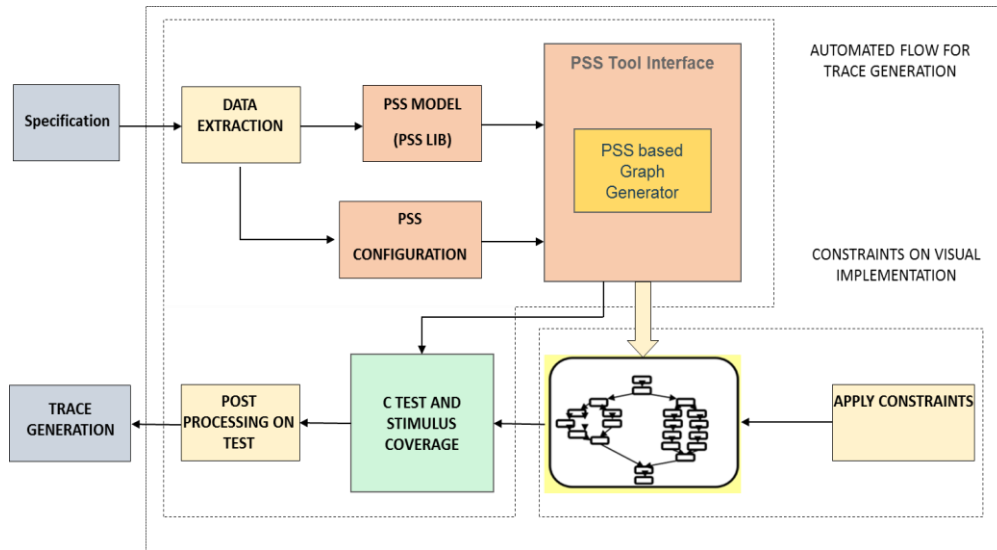 AUTOMATED FLOW FOR
TRACE GENERATION
PSS Tool Interface
Specification
DATA
EXTRACTION
PSS MODEL
(PSS LIB)
PSS based
Graph
Generator
PSS
CONFIGURATION
CONSTRAINTS ON VISUAL
IMPLEMENTATION
TRACE
GENERATION
POST
PROCESSING ON
TEST
C TEST AND
STIMULUS
COVERAGE
APPLY CONSTRAINTS